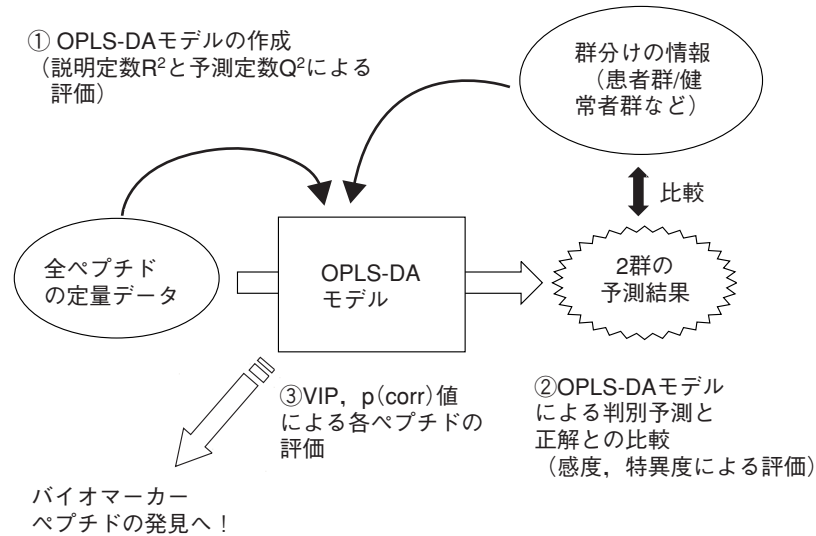 ① OPLS-DAモデルの作成
（説明定数R²と予測定数Q²による
評価）
群分けの情報
（患者群/健
常者群など）
比較
全ペプチド
の定量データ
OPLS-DA
モデル
2群の
予測結果
③VIP，p(corr)値
による各ペプチドの
評価
②OPLS-DAモデル
による判別予測と
正解との比較
（感度，特異度による評価）
バイオマーカー
ペプチドの発見へ！